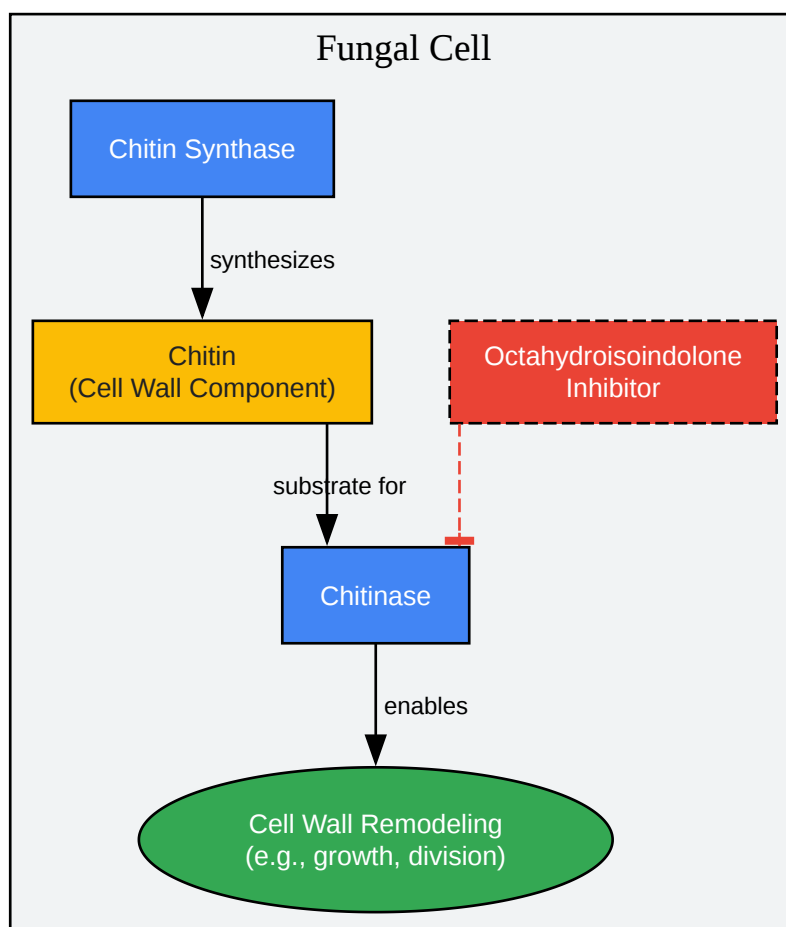 Fungal Cell
Chitin Synthase
synthesizes
Chitin
(Cell Wall Component)
Octahydroisoindolone
Inhibitor
substrate for
Chitinase
enables
Cell Wall Remodeling
(e.g., growth, division)